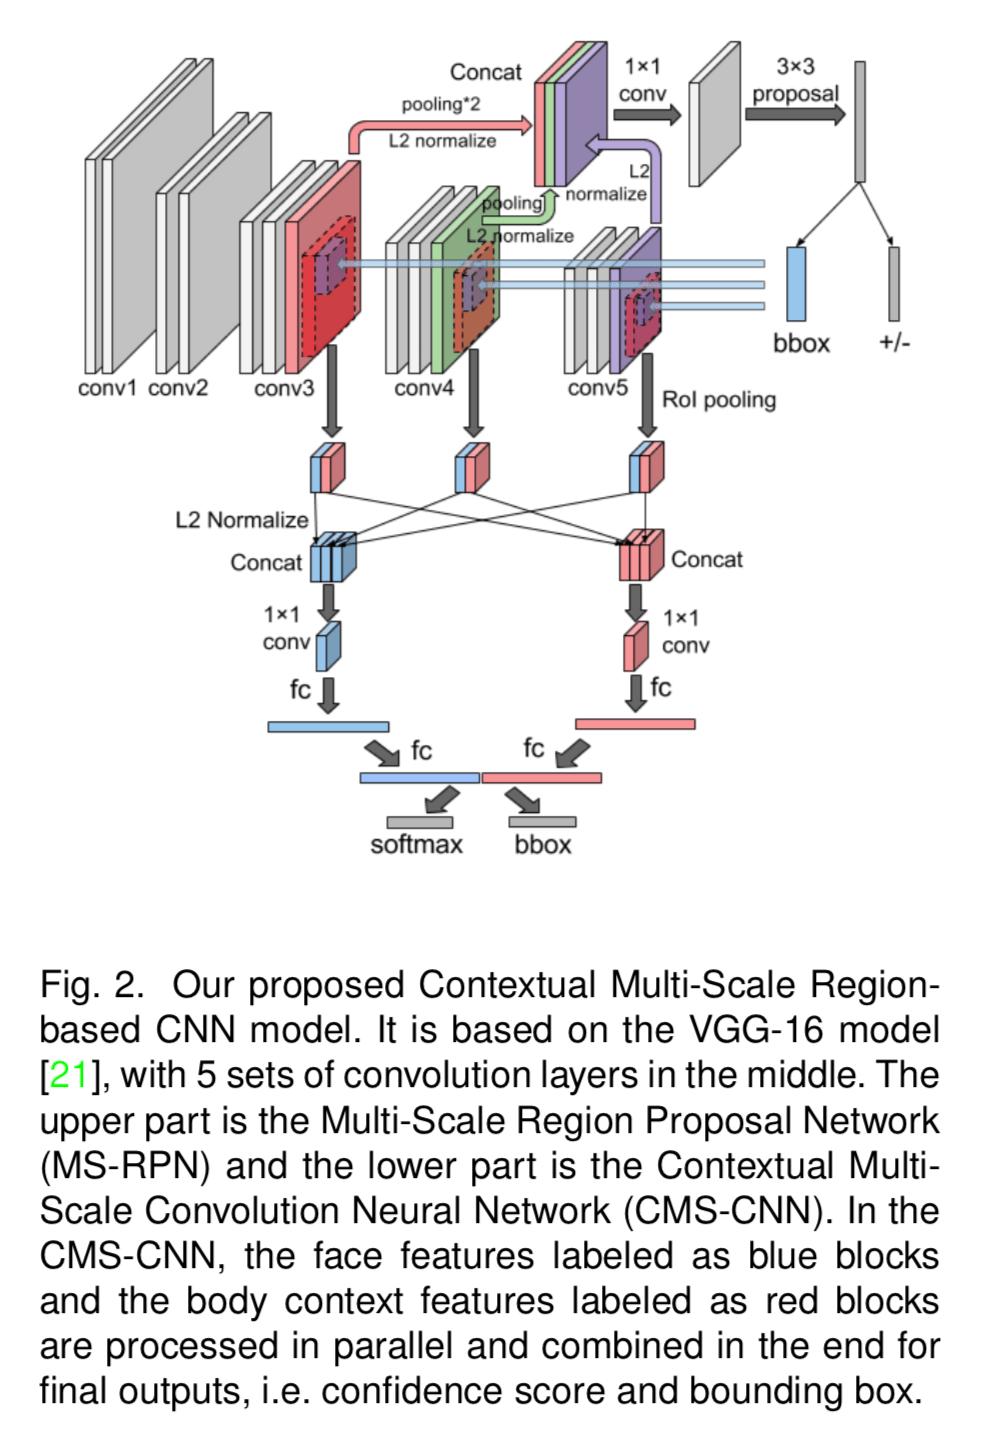 Concat
1×1
conv
3×3
proposal
pooling*2
L2 normalize
L2
normalize
pooling
L2 normalize
conv1
conv2
conv3
conv4
conv5
bbox
+/-
RoI pooling
L2 Normalize
Concat
Concat
1×1
conv
1×1
conv
fc
fc
fc
fc
softmax
bbox
Fig. 2. Our proposed Contextual Multi-Scale Region-
based CNN model. It is based on the VGG-16 model
[21], with 5 sets of convolution layers in the middle. The
upper part is the Multi-Scale Region Proposal Network
(MS-RPN) and the lower part is the Contextual Multi-
Scale Convolution Neural Network (CMS-CNN). In the
CMS-CNN, the face features labeled as blue blocks
and the body context features labeled as red blocks
are processed in parallel and combined in the end for
final outputs, i.e. confidence score and bounding box.